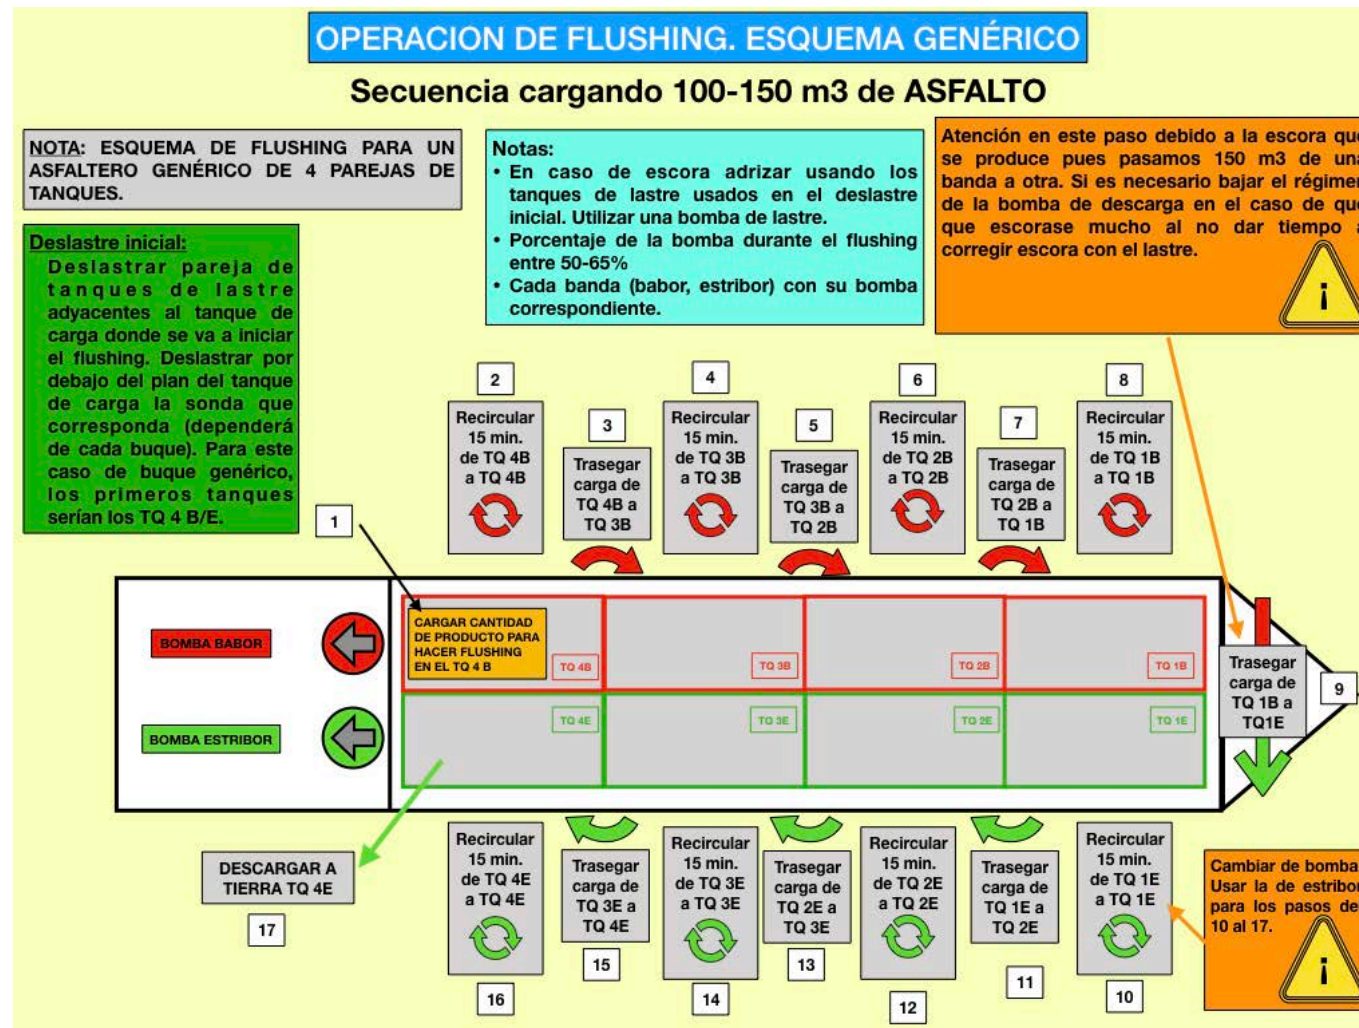 OPERACION DE FLUSHING. ESQUEMA GENÉRICO
Secuencia cargando 100-150 m3 de ASFALTO
NOTA: ESQUEMA DE FLUSHING PARA UN
ASFALTERO GENÉRICO DE 4 PAREJAS DE
TANQUES.
Notas:
• En caso de escora adrizar usando los
tanques de lastre usados en el deslastre
inicial. Utilizar una bomba de lastre.
• Porcentaje de la bomba durante el flushing
entre 50-65%
• Cada banda (babor, estribor) con su bomba
correspondiente.
Atención en este paso debido a la escora que
se produce pues pasamos 150 m3 de una
banda a otra. Si es necesario bajar el régimen
de la bomba de descarga en el caso de que
que escorase mucho al no dar tiempo a
corregir escora con el lastre.
¡
Deslastre inicial:
Deslastrar pareja de
tanques de lastre
adyacentes al tanque de
carga donde se va a iniciar
el flushing. Deslastrar por
debajo del plan del tanque
de carga la sonda que
corresponda (dependerá
de cada buque). Para este
caso de buque genérico,
los primeros tanques
serían los TQ 4 B/E.
1
2
Recircular
15 min.
de TQ 4B
a TQ 4B
3
Trasegar
carga de
TQ 4B a
TQ 3B
4
Recircular
15 min.
de TQ 3B
a TQ 3B
5
Trasegar
carga de
TQ 3B a
TQ 2B
6
Recircular
15 min.
de TQ 2B
a TQ 2B
7
Trasegar
carga de
TQ 2B a
TQ 1B
8
Recircular
15 min.
de TQ 1B
a TQ 1B
BOMBA BABOR
CARGAR CANTIDAD
DE PRODUCTO PARA
HACER FLUSHING
EN EL TQ 4 B
TQ 4B
TQ 3B
TQ 2B
TQ 1B
Trasegar
carga de
TQ 1B a
TQ1E
9
BOMBA ESTRIBOR
TQ 4E
TQ 3E
TQ 2E
TQ 1E
DESCARGAR A
TIERRA TQ 4E
17
Recircular
15 min.
de TQ 4E
a TQ 4E
16
Trasegar
carga de
TQ 3E a
TQ 4E
15
Recircular
15 min.
de TQ 3E
a TQ 3E
14
Trasegar
carga de
TQ 2E a
TQ 3E
13
Recircular
15 min.
de TQ 2E
a TQ 2E
12
Trasegar
carga de
TQ 1E a
TQ 2E
11
Recircular
15 min.
de TQ 1E
a TQ 1E
10
Cambiar de bomba
Usar la de estribor
para los pasos de
10 al 17.
¡